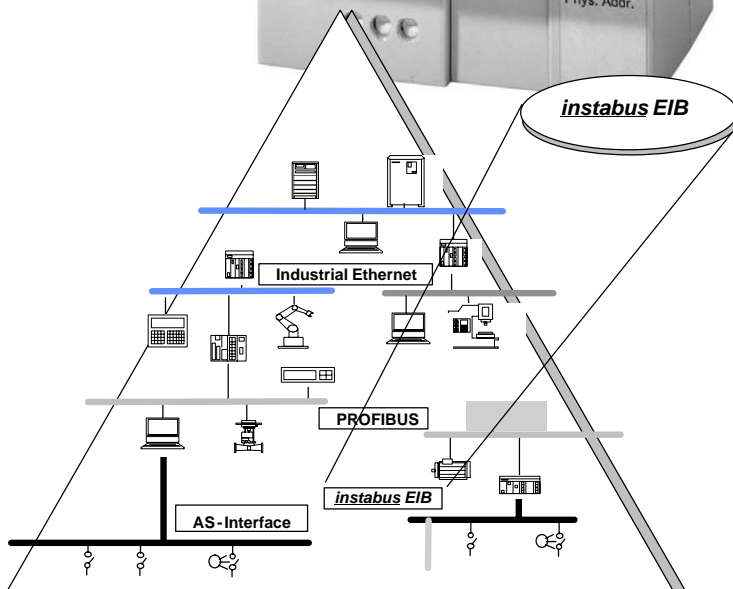 Phys. Addr.
instabus EIB
Industrial Ethernet
PROFIBUS
instabus EIB
AS-Interface